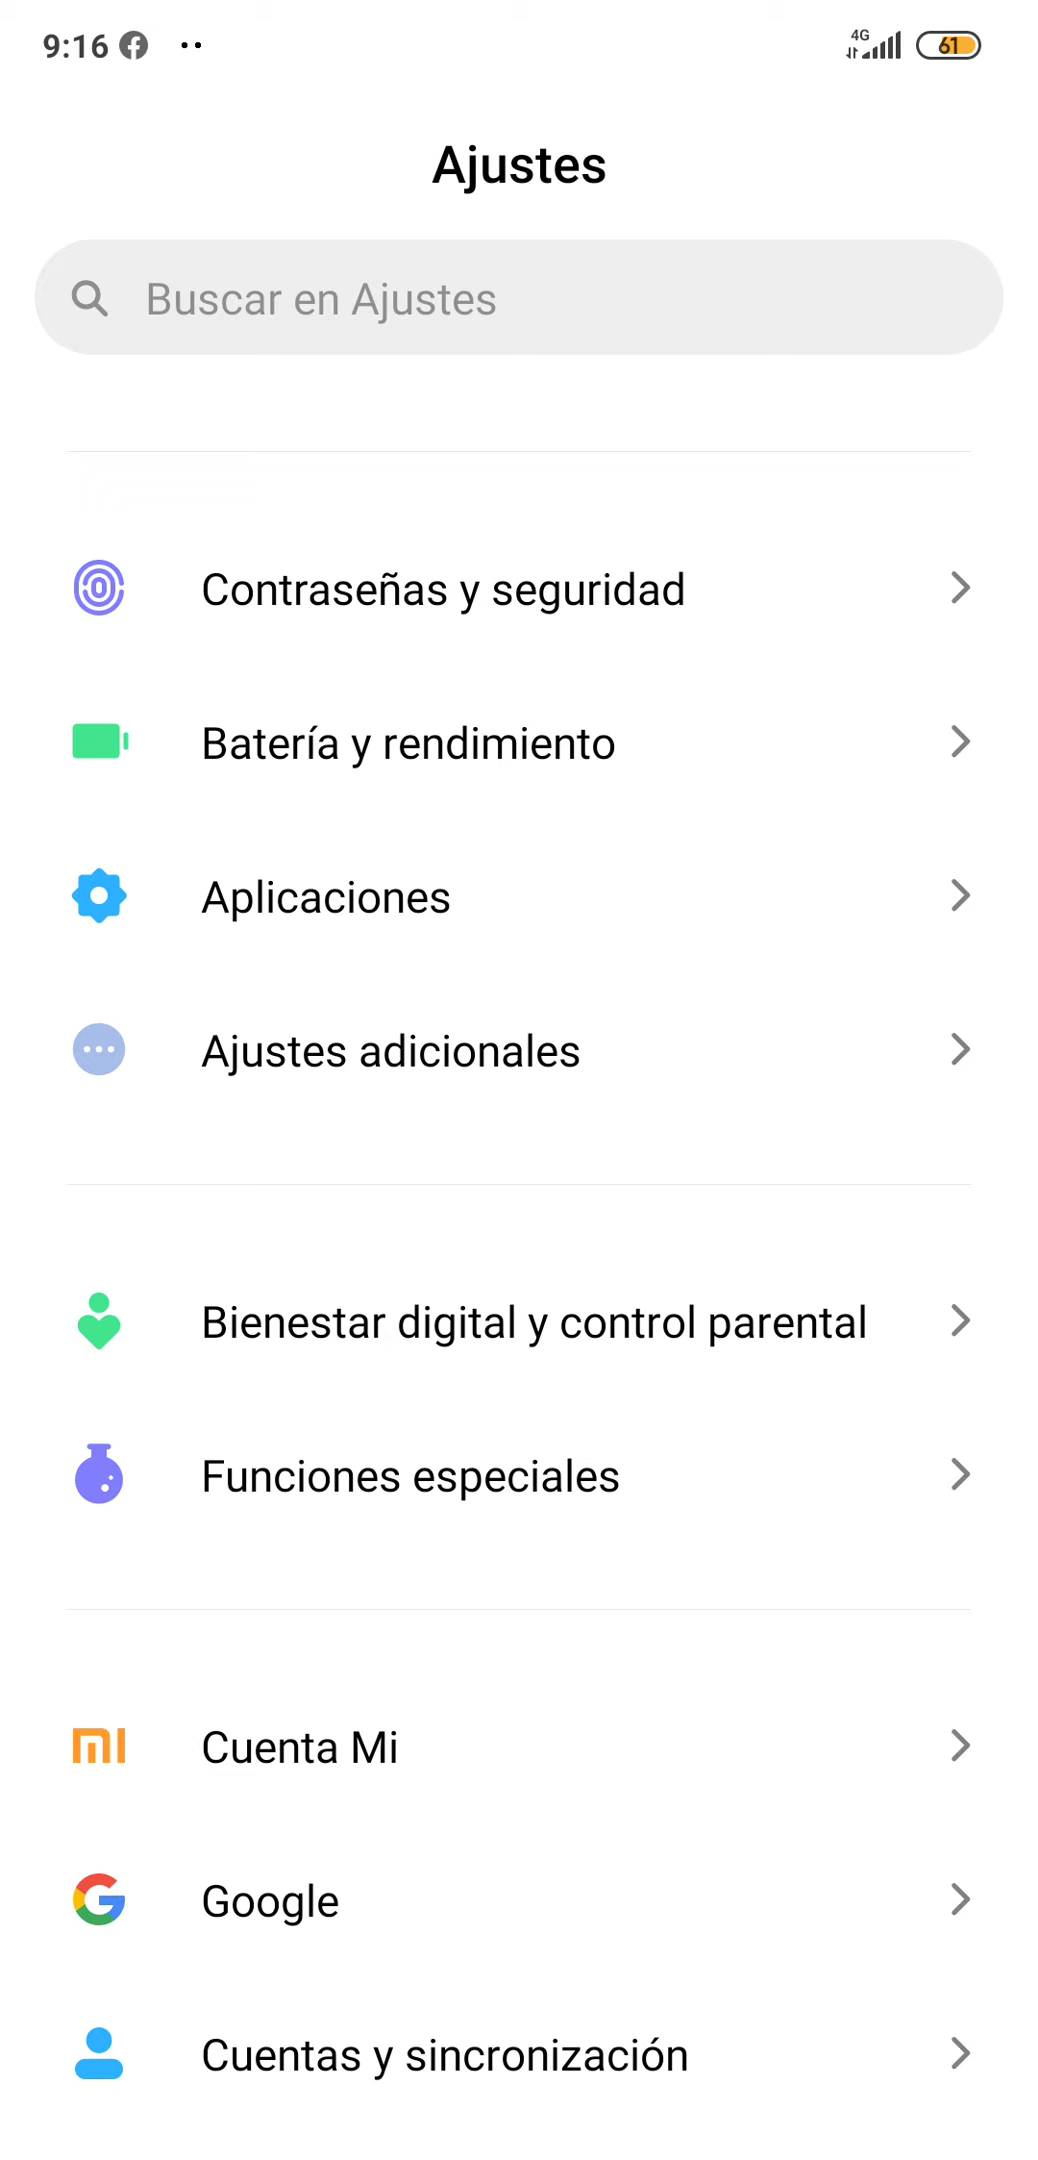 9:16
4G
61
Ajustes
Buscar en Ajustes
Contraseñas y seguridad
Batería y rendimiento
Aplicaciones
Ajustes adicionales
Bienestar digital y control parental
Funciones especiales
Cuenta Mi
Google
Cuentas y sincronización